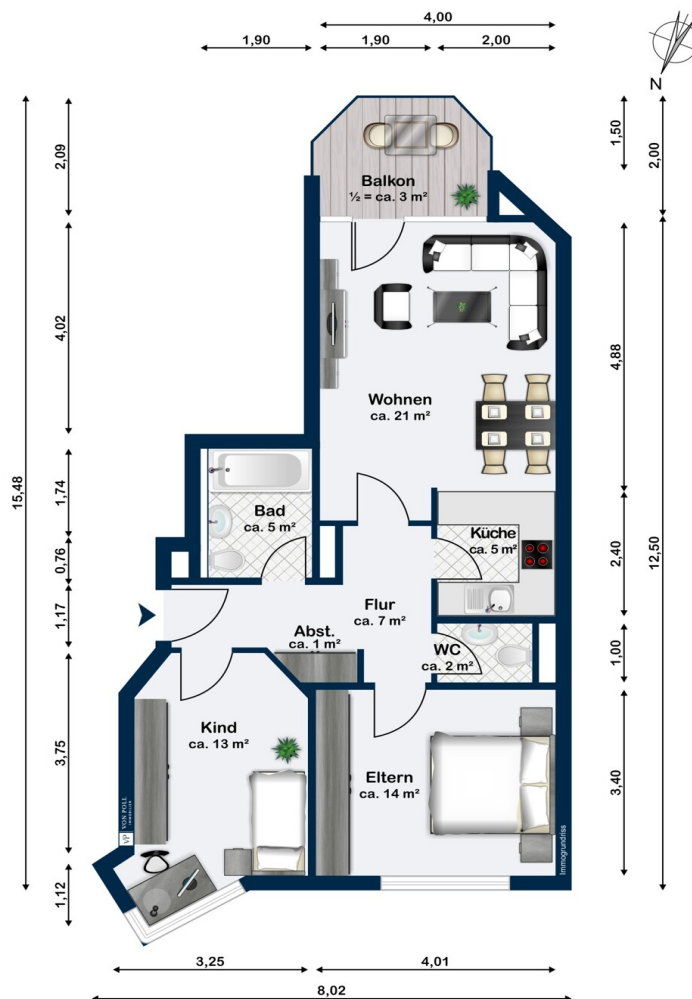 4,00
1,90
1,90
2,00
N
2,09
1,50
2,00
Balkon
½ = ca. 3 m²
4,02
4,88
Wohnen
ca. 21 m²
15,48
12,50
1,74
Bad
ca. 5 m²
Küche
ca. 5 m²
2,40
0,76
1,17
Flur
ca. 7 m²
Abst.
ca. 1 m²
WC
ca. 2 m²
1,00
3,75
Kind
ca. 13 m²
Eltern
ca. 14 m²
3,40
VON POLL
IMMOBILIEN
Immogrundriss
1,12
3,25
4,01
8,02